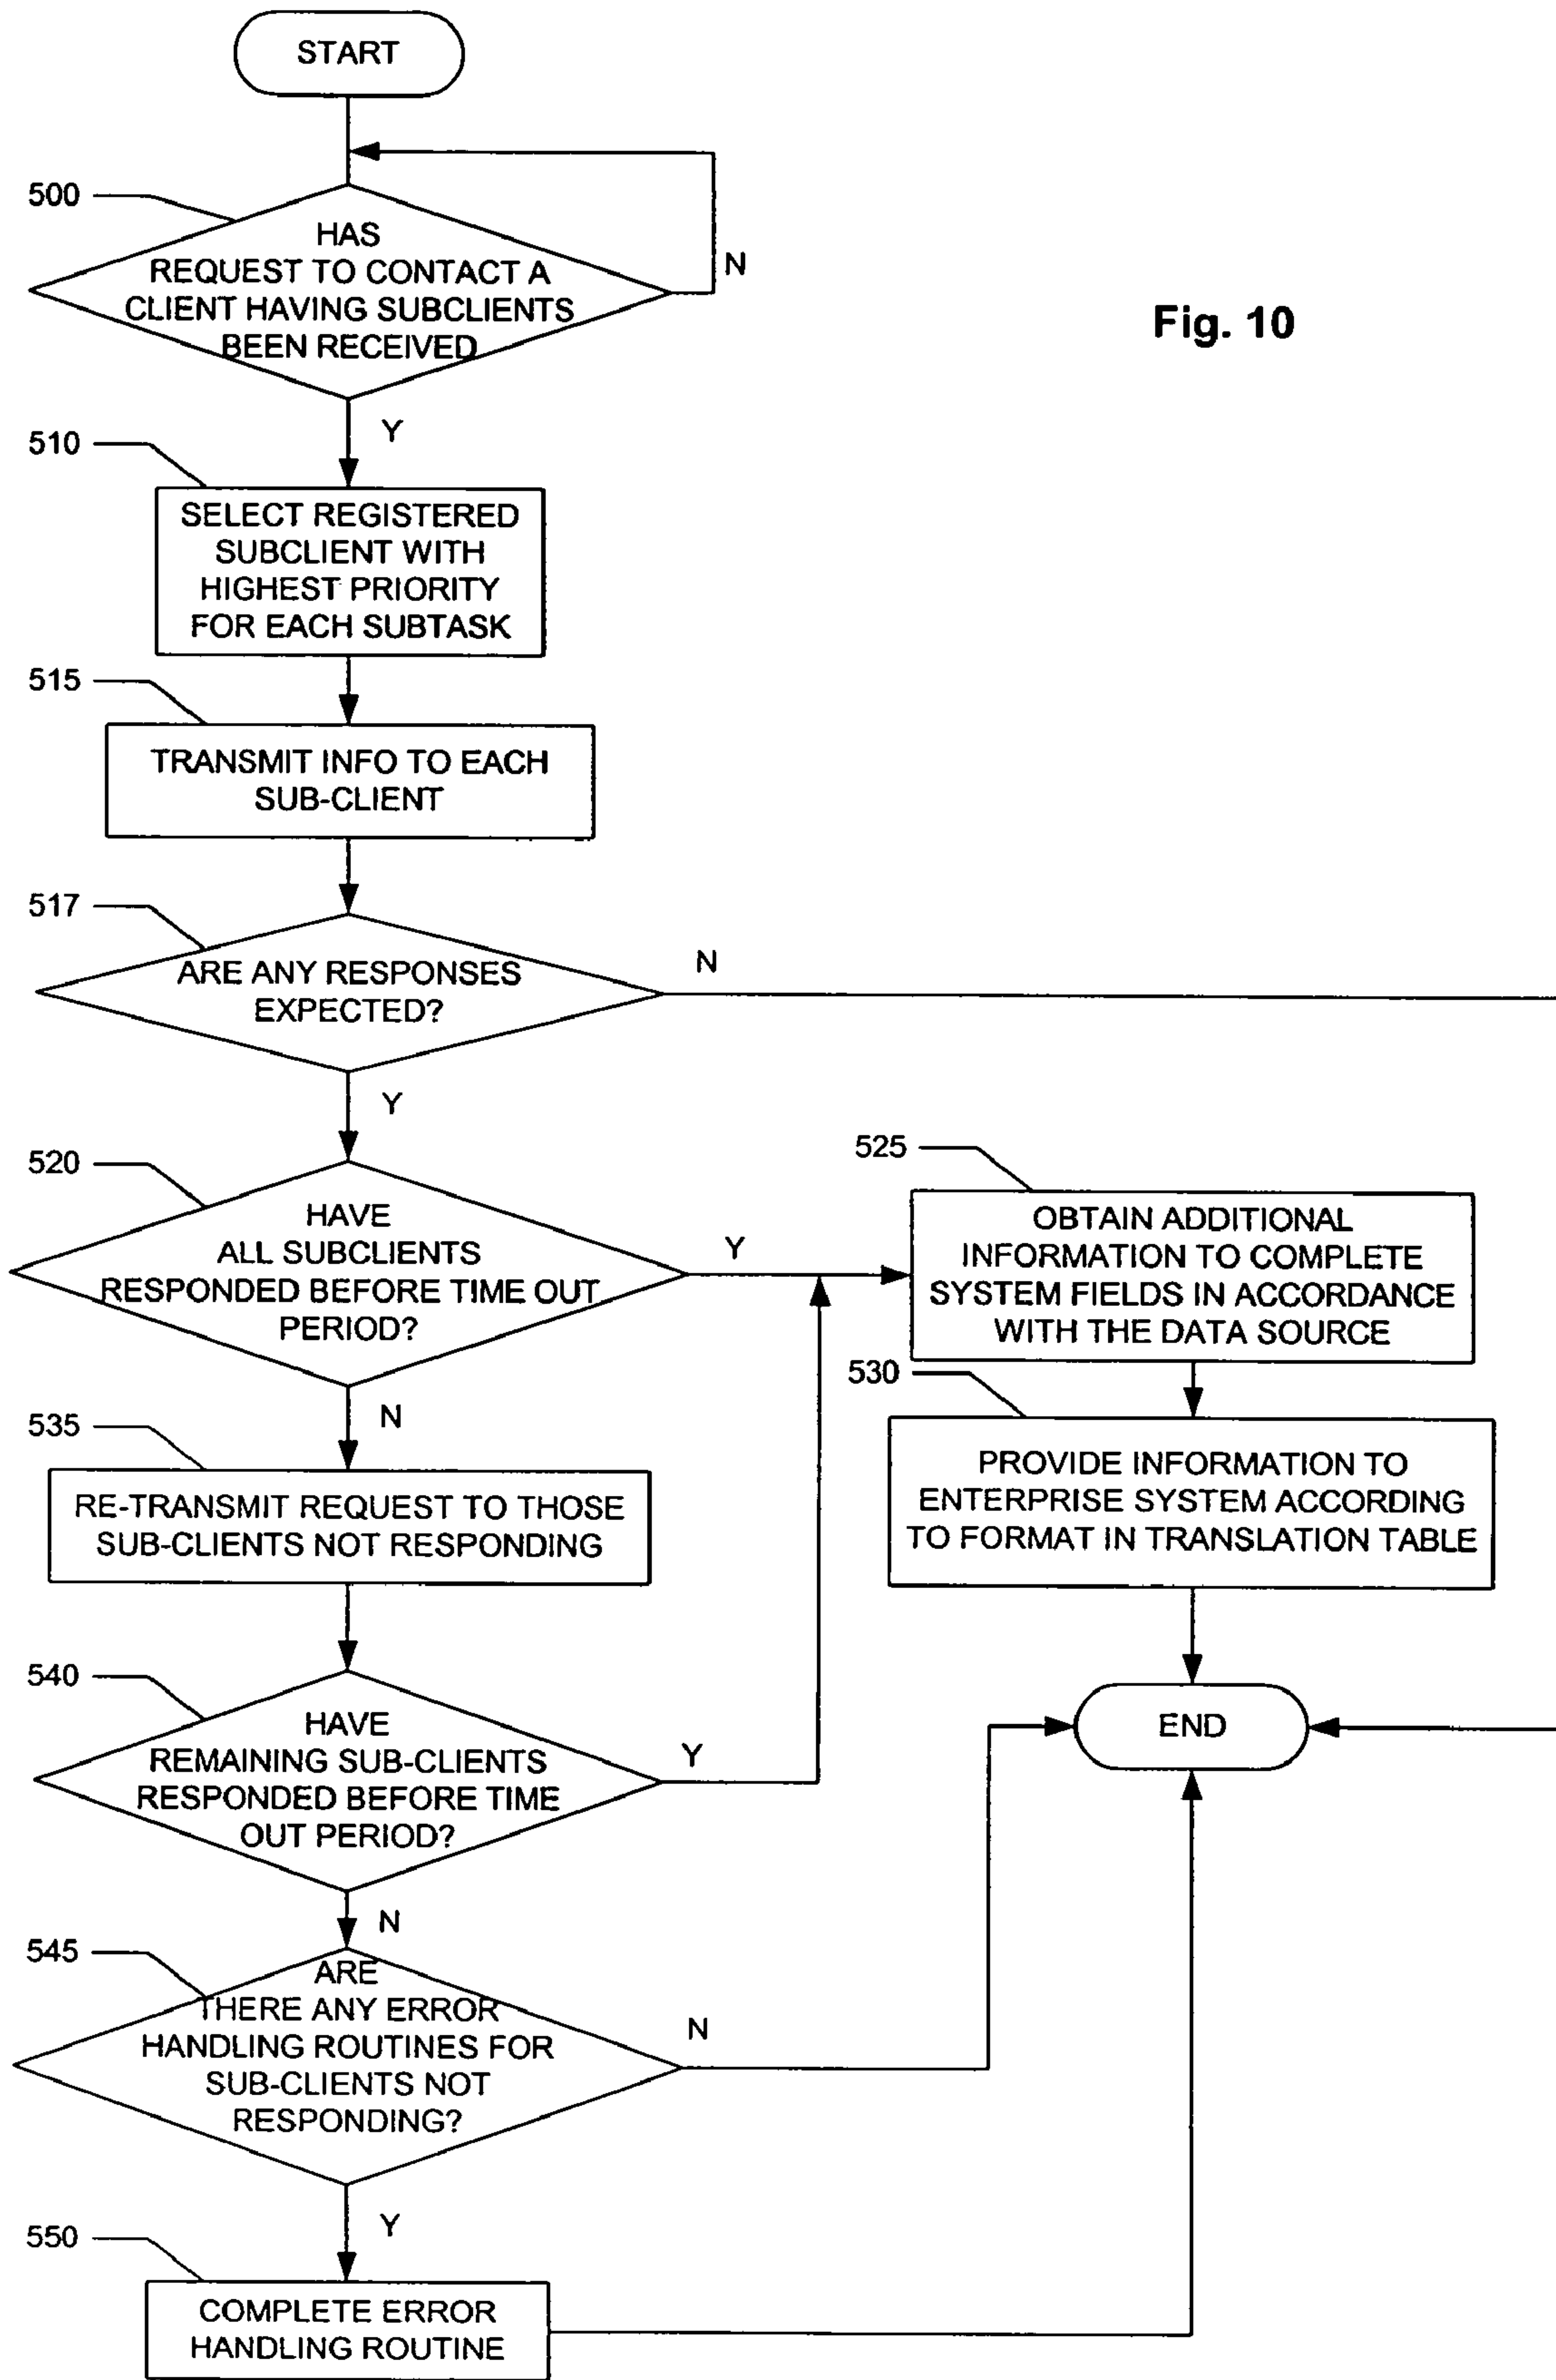 START
500
HAS
REQUEST TO CONTACT A
CLIENT HAVING SUBCLIENTS
BEEN RECEIVED
N
Fig. 10
Y
510
SELECT REGISTERED
SUBCLIENT WITH
HIGHEST PRIORITY
FOR EACH SUBTASK
515
TRANSMIT INFO TO EACH
SUB-CLIENT
517
ARE ANY RESPONSES
EXPECTED?
N
Y
520
HAVE
ALL SUBCLIENTS
RESPONDED BEFORE TIME OUT
PERIOD?
Y
525
OBTAIN ADDITIONAL
INFORMATION TO COMPLETE
SYSTEM FIELDS IN ACCORDANCE
WITH THE DATA SOURCE
530
PROVIDE INFORMATION TO
ENTERPRISE SYSTEM ACCORDING
TO FORMAT IN TRANSLATION TABLE
N
535
RE-TRANSMIT REQUEST TO THOSE
SUB-CLIENTS NOT RESPONDING
540
HAVE
REMAINING SUB-CLIENTS
RESPONDED BEFORE TIME
OUT PERIOD?
Y
END
N
545
ARE
THERE ANY ERROR
HANDLING ROUTINES FOR
SUB-CLIENTS NOT
RESPONDING?
N
Y
550
COMPLETE ERROR
HANDLING ROUTINE